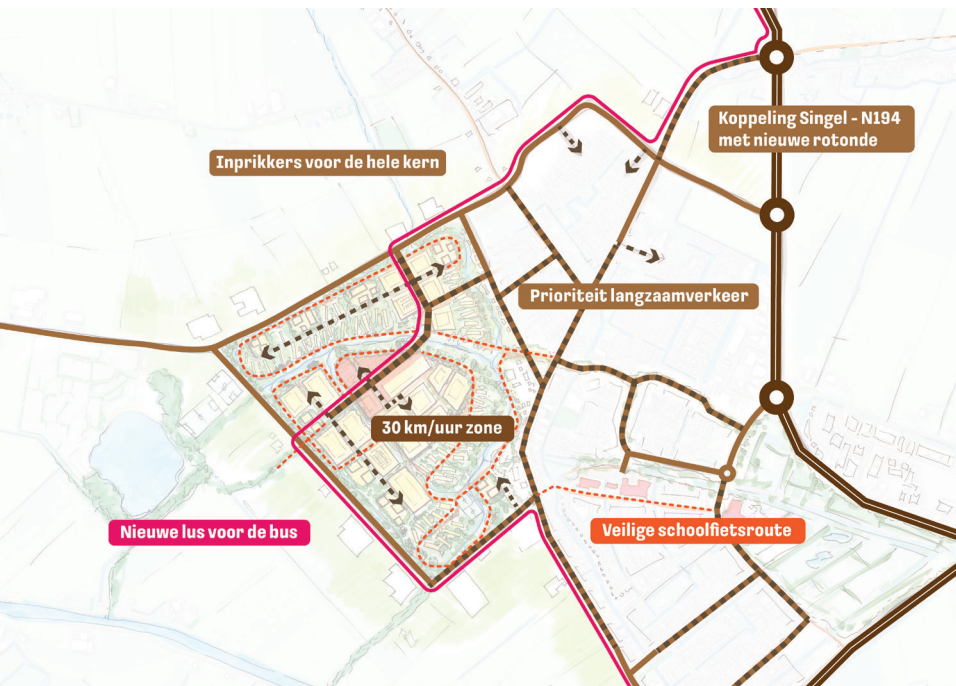 Koppeling Singel - N194
met nieuwe rotonde
Inprikkers voor de hele kern
Prioriteit langzaamverkeer
30 km/uur zone
Nieuwe lus voor de bus
Veilige schoolfietsroute